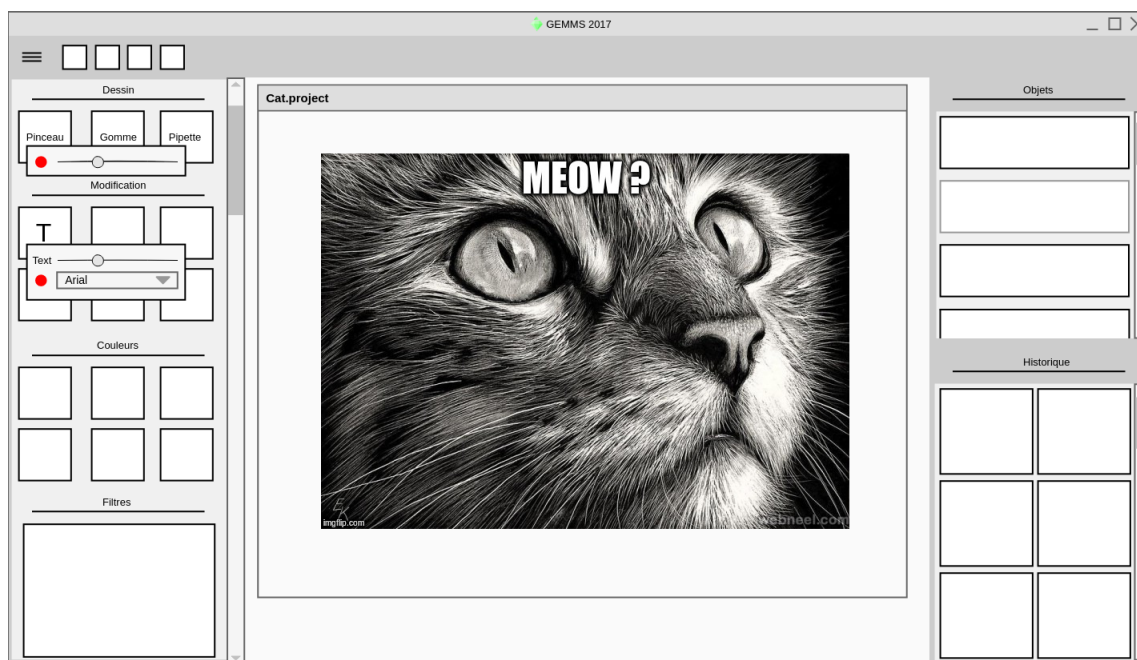 GEMMS 2017
Dessin
Pinceau Gomme Pipette
Modification
T
Text
Arial
Couleurs
Filtres
Cat.project
MEOW ?
EK
imgflip.com
webneel.com
Objets
Historique